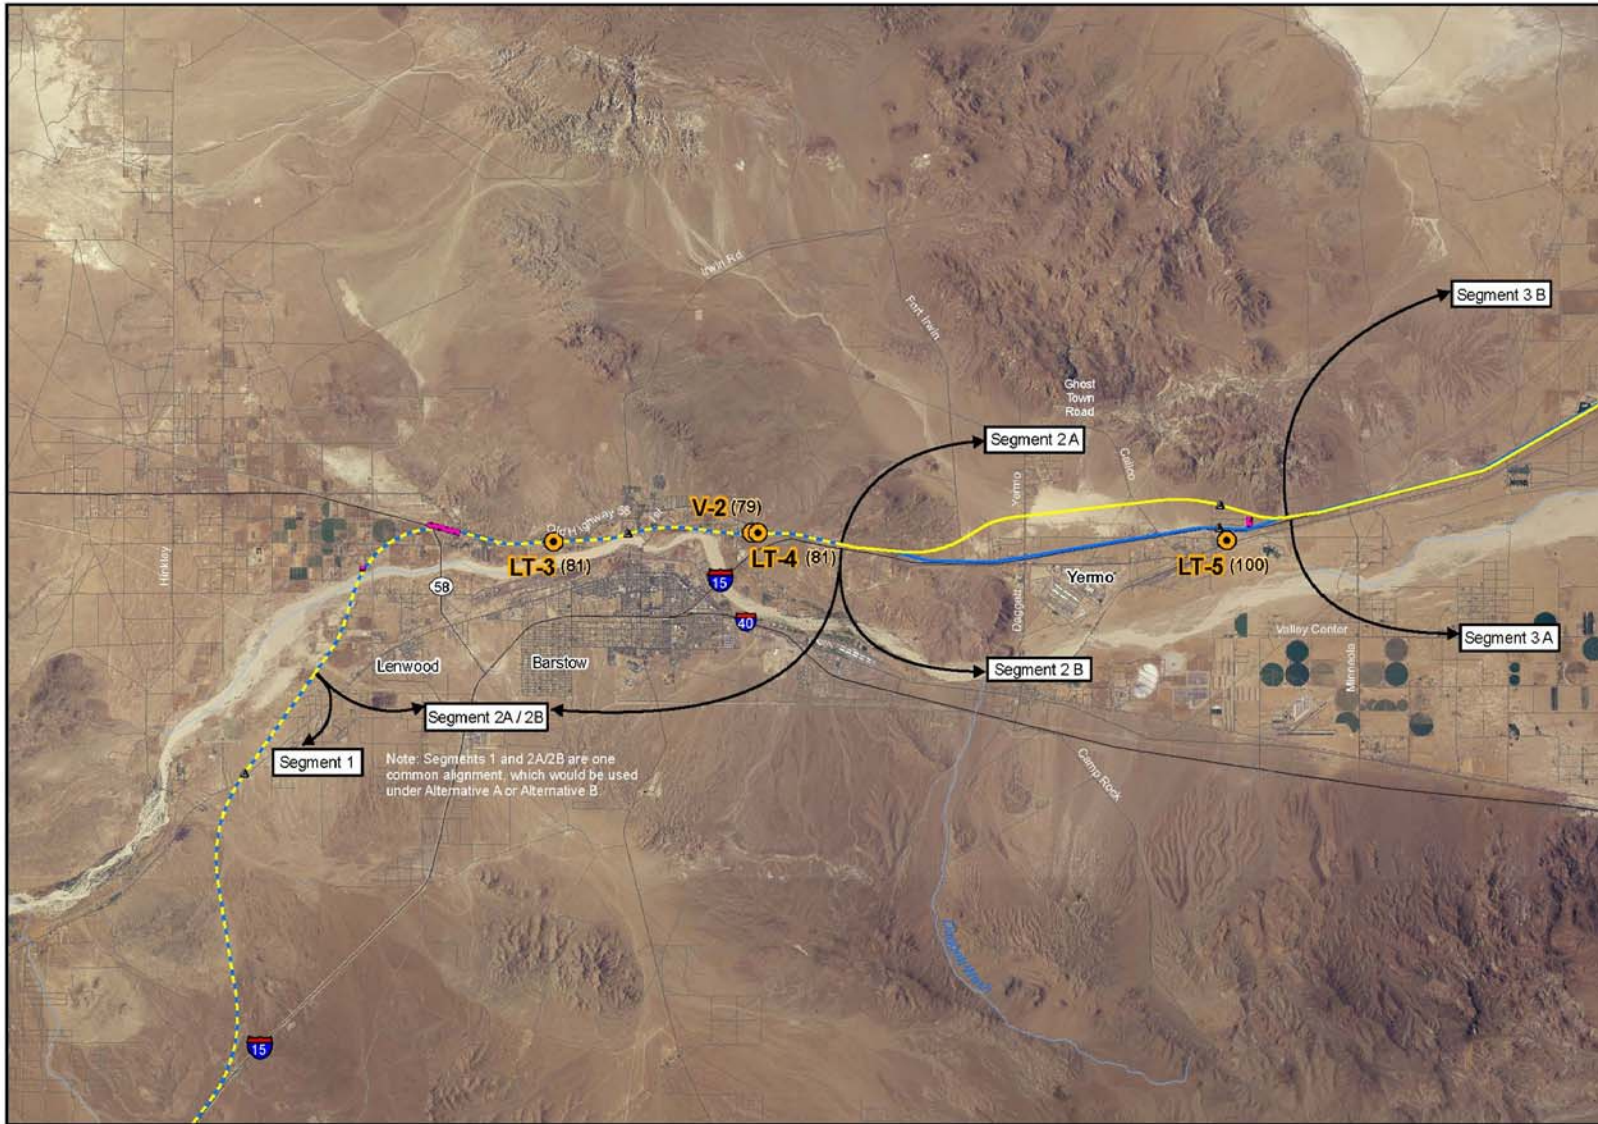 Irwin Rd
Fort Irwin
Segment 3 B
Ghost
Town
Road
Segment 2 A
Calico
Yermo
V-2 (79)
Old Highway 58
1st
LT-3 (81)
LT-4 (81)
LT-5 (100)
Hinkley
58
15
Yermo
40
Daggett
Valley Center
Minneola
Segment 3 A
Lenwood
Barstow
Segment 2 B
Segment 2A / 2B
Segment 1
Note: Segments 1 and 2A/2B are one
common alignment, which would be used
under Alternative A or Alternative B.
Camp Rock
15